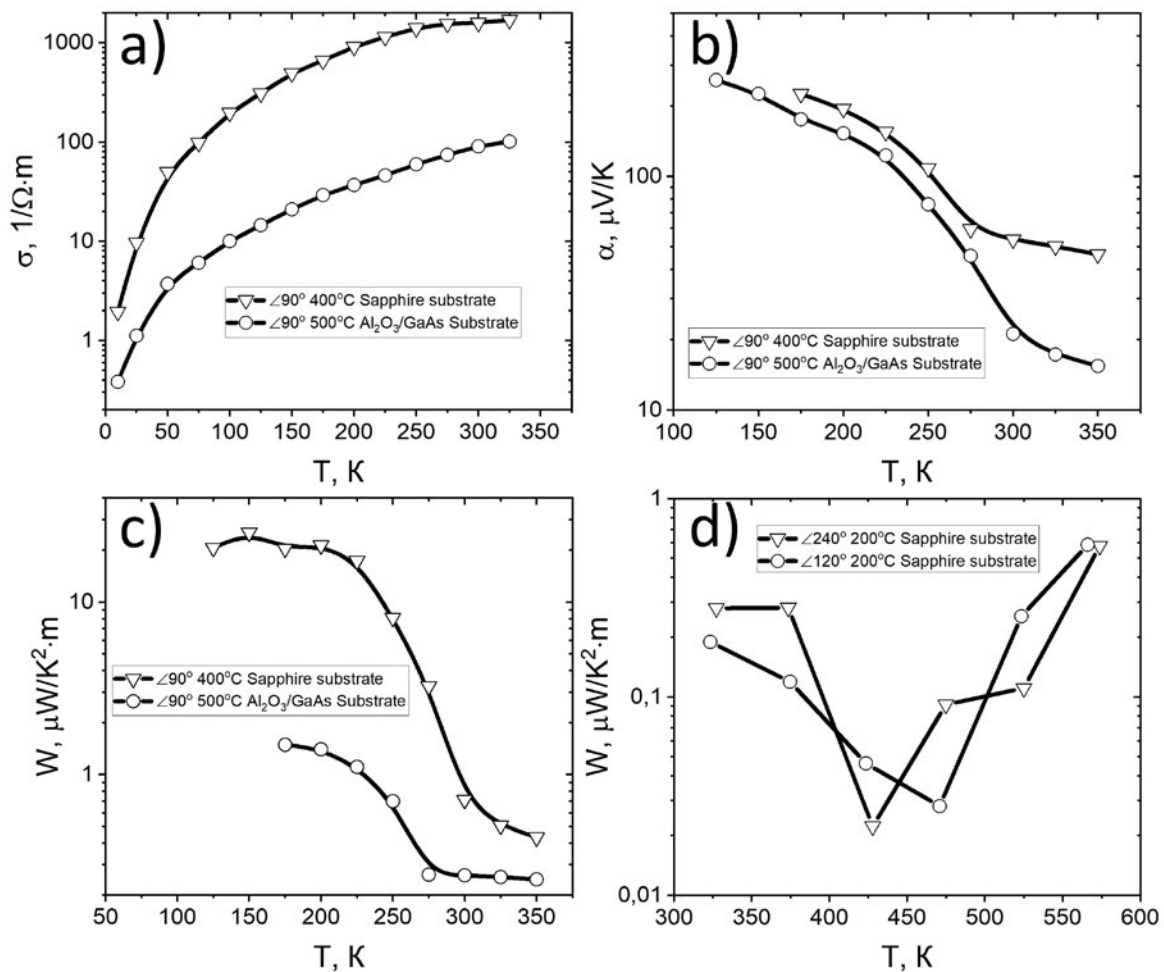 a)
1000
100
10
1
0.1
σ, 1/Ω·m
∠90° 400°C Sapphire substrate
∠90° 500°C Al₂O₃/GaAs Substrate
0 50 100 150 200 250 300 350
T, K
b)
100
10
α, μV/K
∠90° 400°C Sapphire substrate
∠90° 500°C Al₂O₃/GaAs Substrate
100 150 200 250 300 350
T, K
c)
10
1
W, μW/K²·m
∠90° 400°C Sapphire substrate
∠90° 500°C Al₂O₃/GaAs Substrate
50 100 150 200 250 300 350
T, K
d)
1
0,1
0,01
W, μW/K²·m
∠240° 200°C Sapphire substrate
∠120° 200°C Sapphire substrate
300 350 400 450 500 550 600
T, K